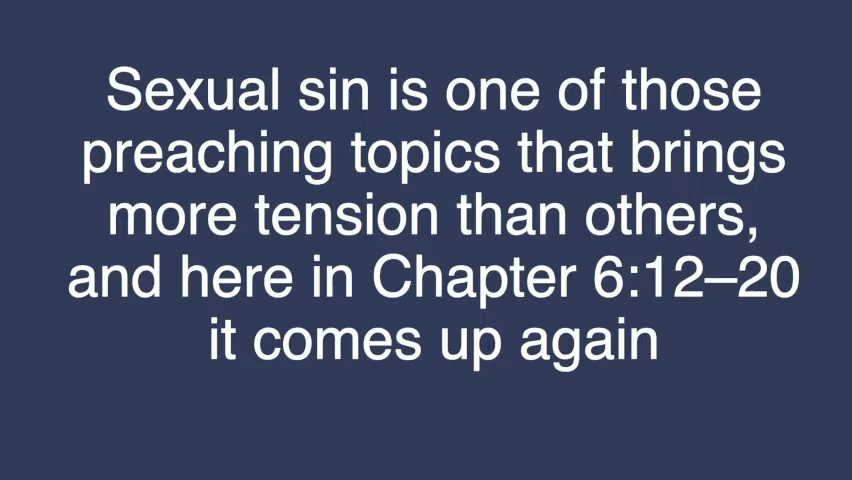 Sexual sin is one of those
preaching topics that brings
more tension than others,
and here in Chapter 6:12–20
it comes up again